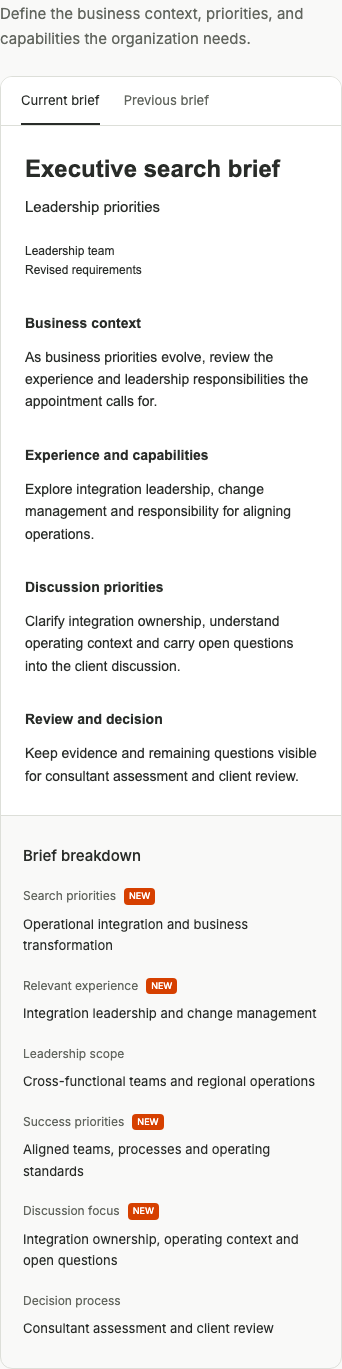 Define the business context, priorities, and
capabilities the organization needs.
Current brief Previous brief
Executive search brief
Leadership priorities
Leadership team
Revised requirements
Business context
As business priorities evolve, review the
experience and leadership responsibilities the
appointment calls for.
Experience and capabilities
Explore integration leadership, change
management and responsibility for aligning
operations.
Discussion priorities
Clarify integration ownership, understand
operating context and carry open questions
into the client discussion.
Review and decision
Keep evidence and remaining questions visible
for consultant assessment and client review.
Brief breakdown
Search priorities NEW
Operational integration and business
transformation
Relevant experience NEW
Integration leadership and change management
Leadership scope
Cross-functional teams and regional operations
Success priorities NEW
Aligned teams, processes and operating
standards
Discussion focus NEW
Integration ownership, operating context and
open questions
Decision process
Consultant assessment and client review